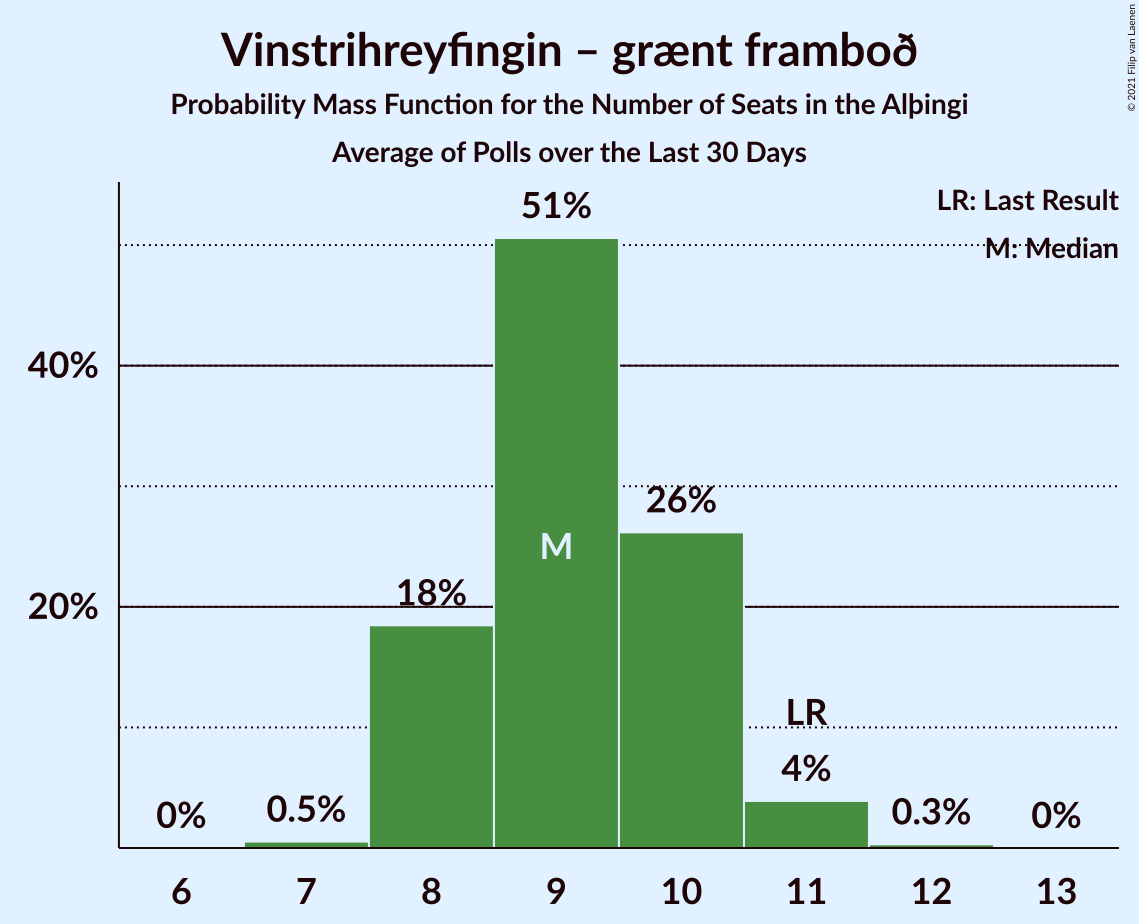 Vinstrihreyfingin – grænt framboð
Probability Mass Function for the Number of Seats in the Alþingi
Average of Polls over the Last 30 Days
© 2021 Filip van Laenen
LR: Last Result
M: Median
51%
40%
26%
M
18%
20%
LR
4%
0%
0.5%
0.3%
0%
6 7 8 9 10 11 12 13